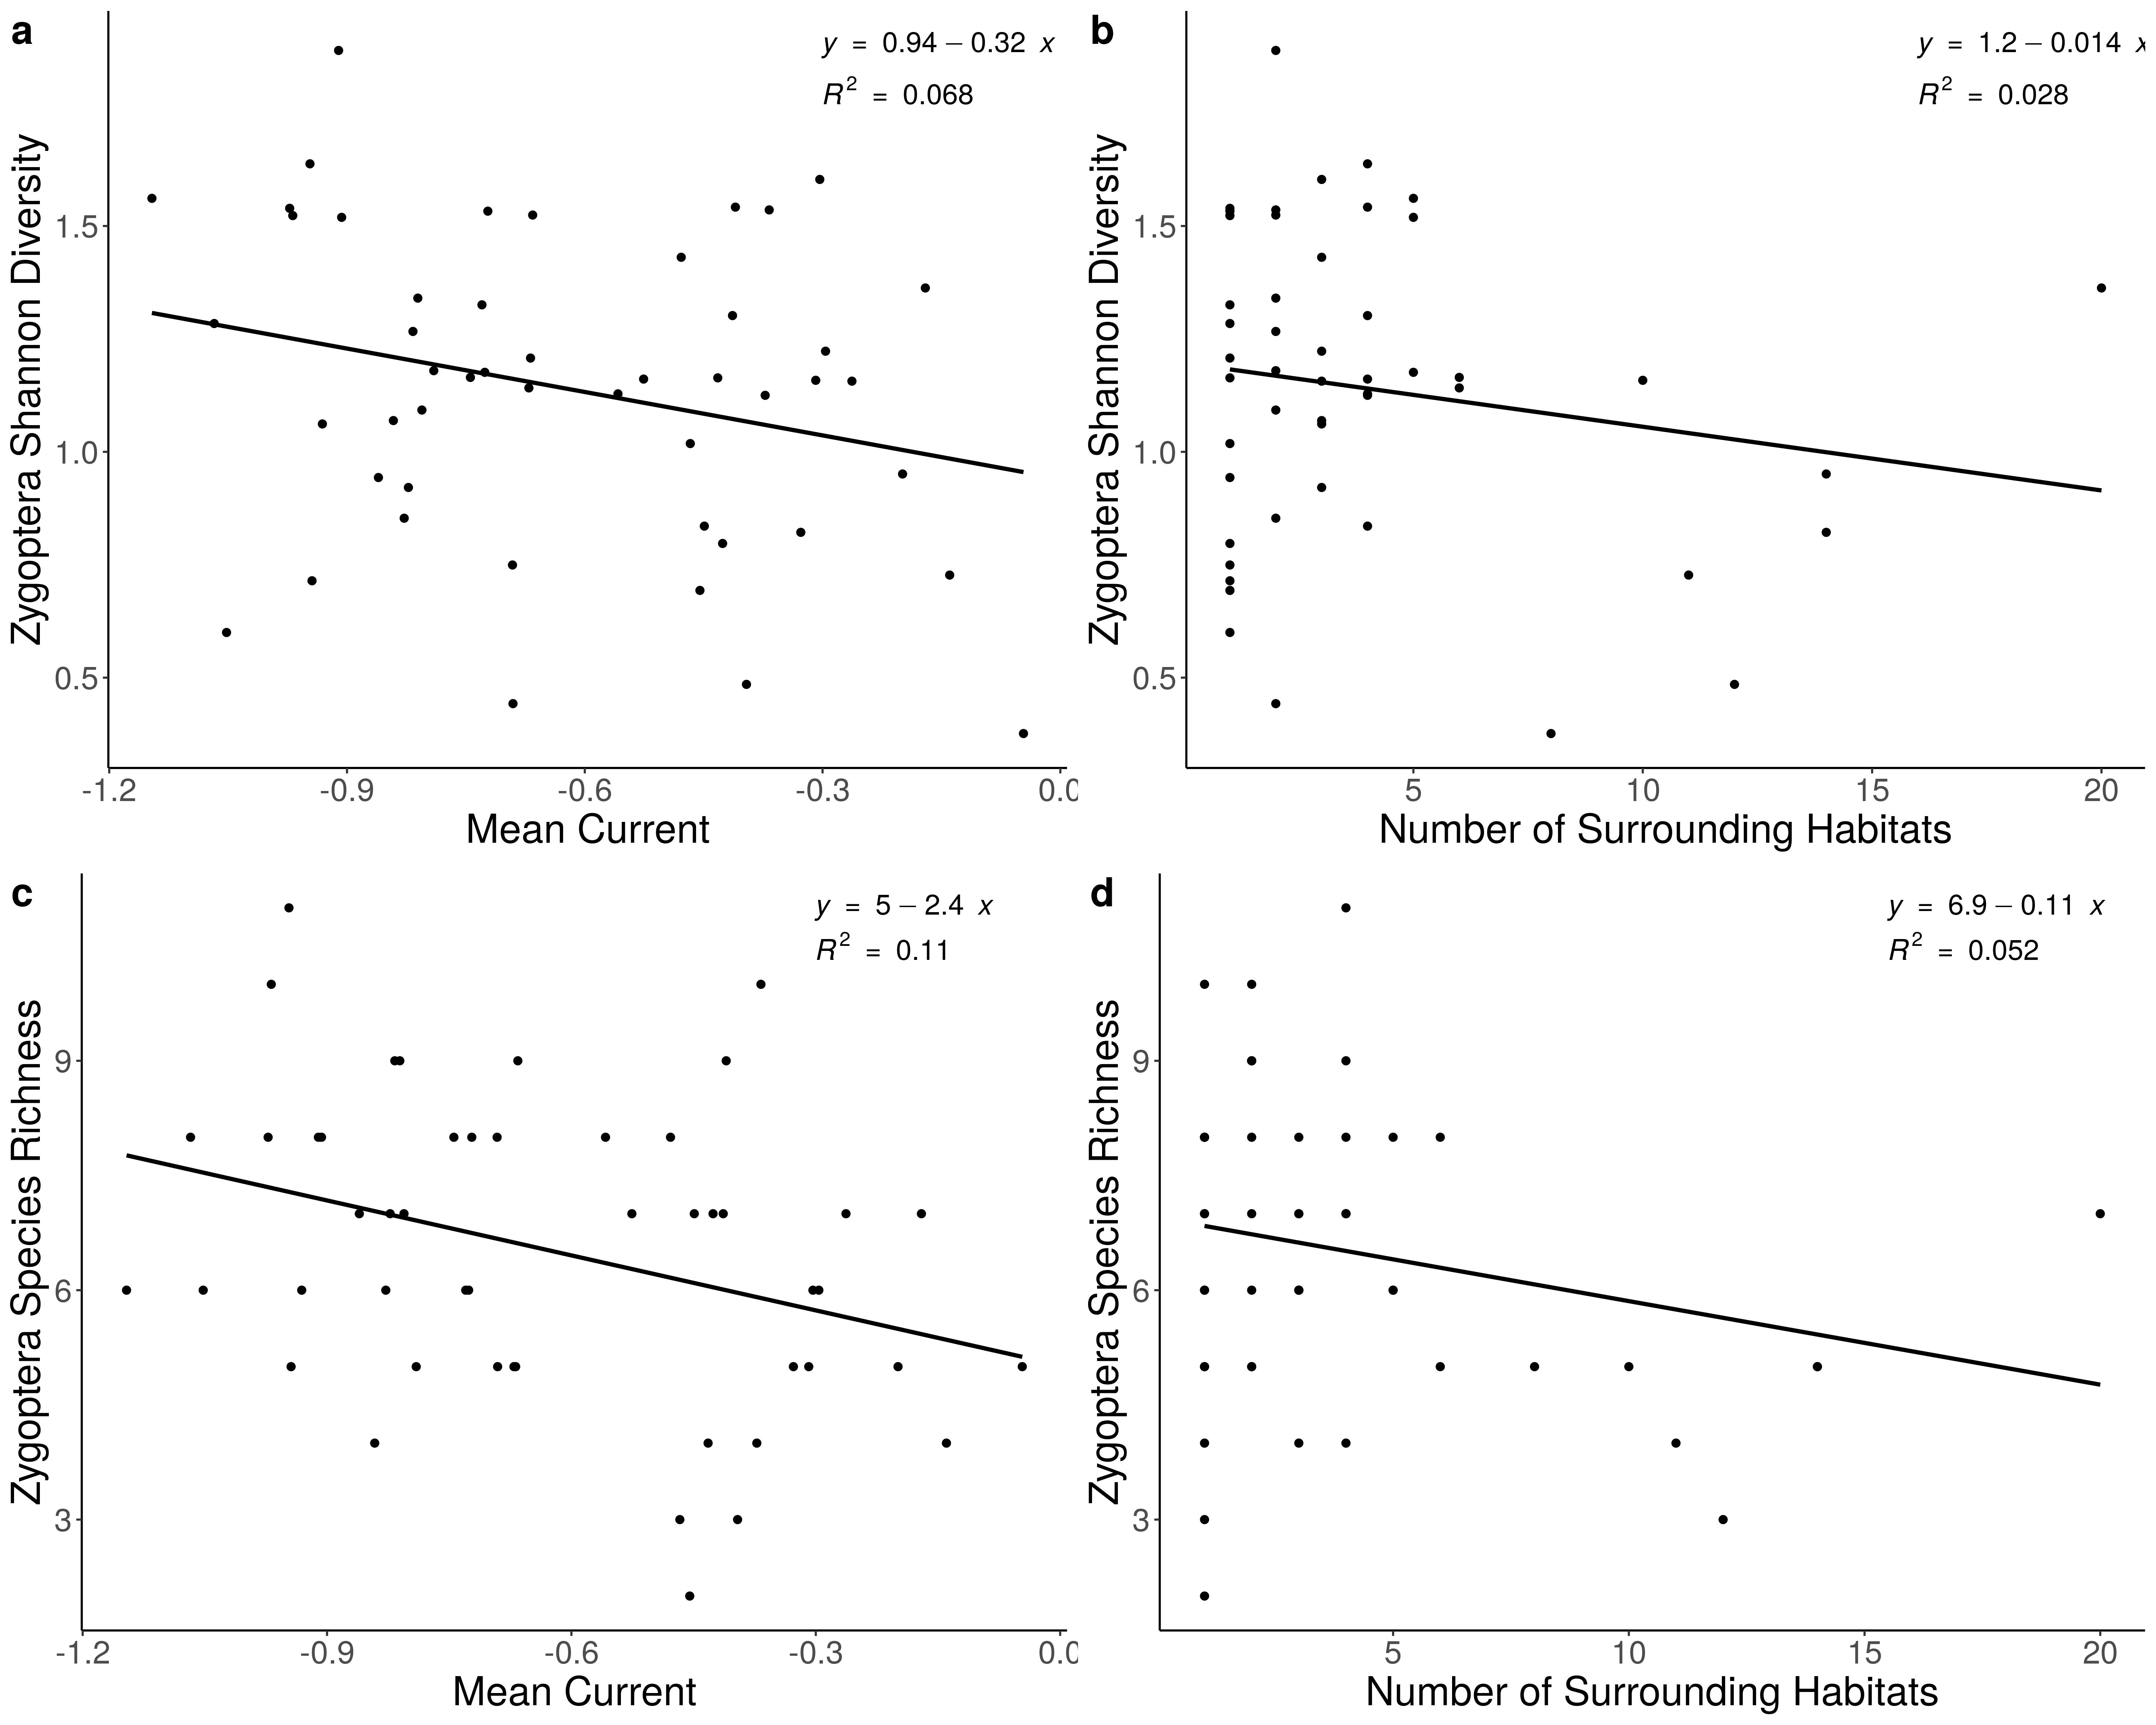 a
y = 0.94 − 0.32 x
R² = 0.068
Zygoptera Shannon Diversity
1.5
1.0
0.5
-1.2 -0.9 -0.6 -0.3 0.0
Mean Current
b
y = 1.2 − 0.014 x
R² = 0.028
Zygoptera Shannon Diversity
1.5
1.0
0.5
5 10 15 20
Number of Surrounding Habitats
c
y = 5 − 2.4 x
R² = 0.11
Zygoptera Species Richness
9
6
3
-1.2 -0.9 -0.6 -0.3 0.0
Mean Current
d
y = 6.9 − 0.11 x
R² = 0.052
Zygoptera Species Richness
9
6
3
5 10 15 20
Number of Surrounding Habitats